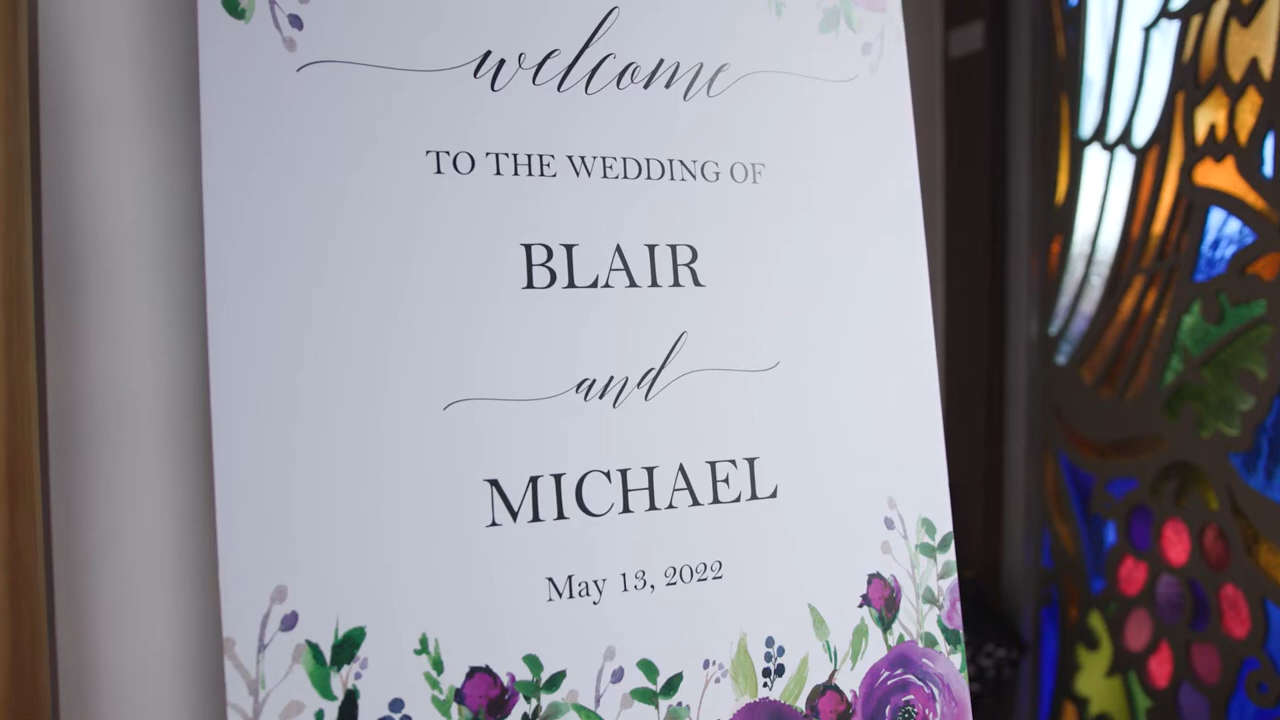 welcome
TO THE WEDDING OF
BLAIR
and
MICHAEL
May 13, 2022